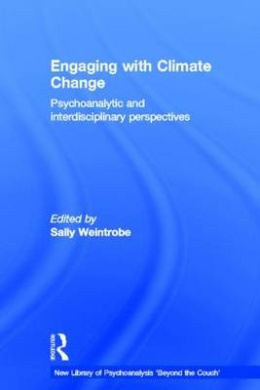 Engaging with Climate
Change
Psychoanalytic and
interdisciplinary perspectives
Edited by
Sally Weintrobe
ROUTLEDGE
New Library of Psychoanalysis 'Beyond the Couch'